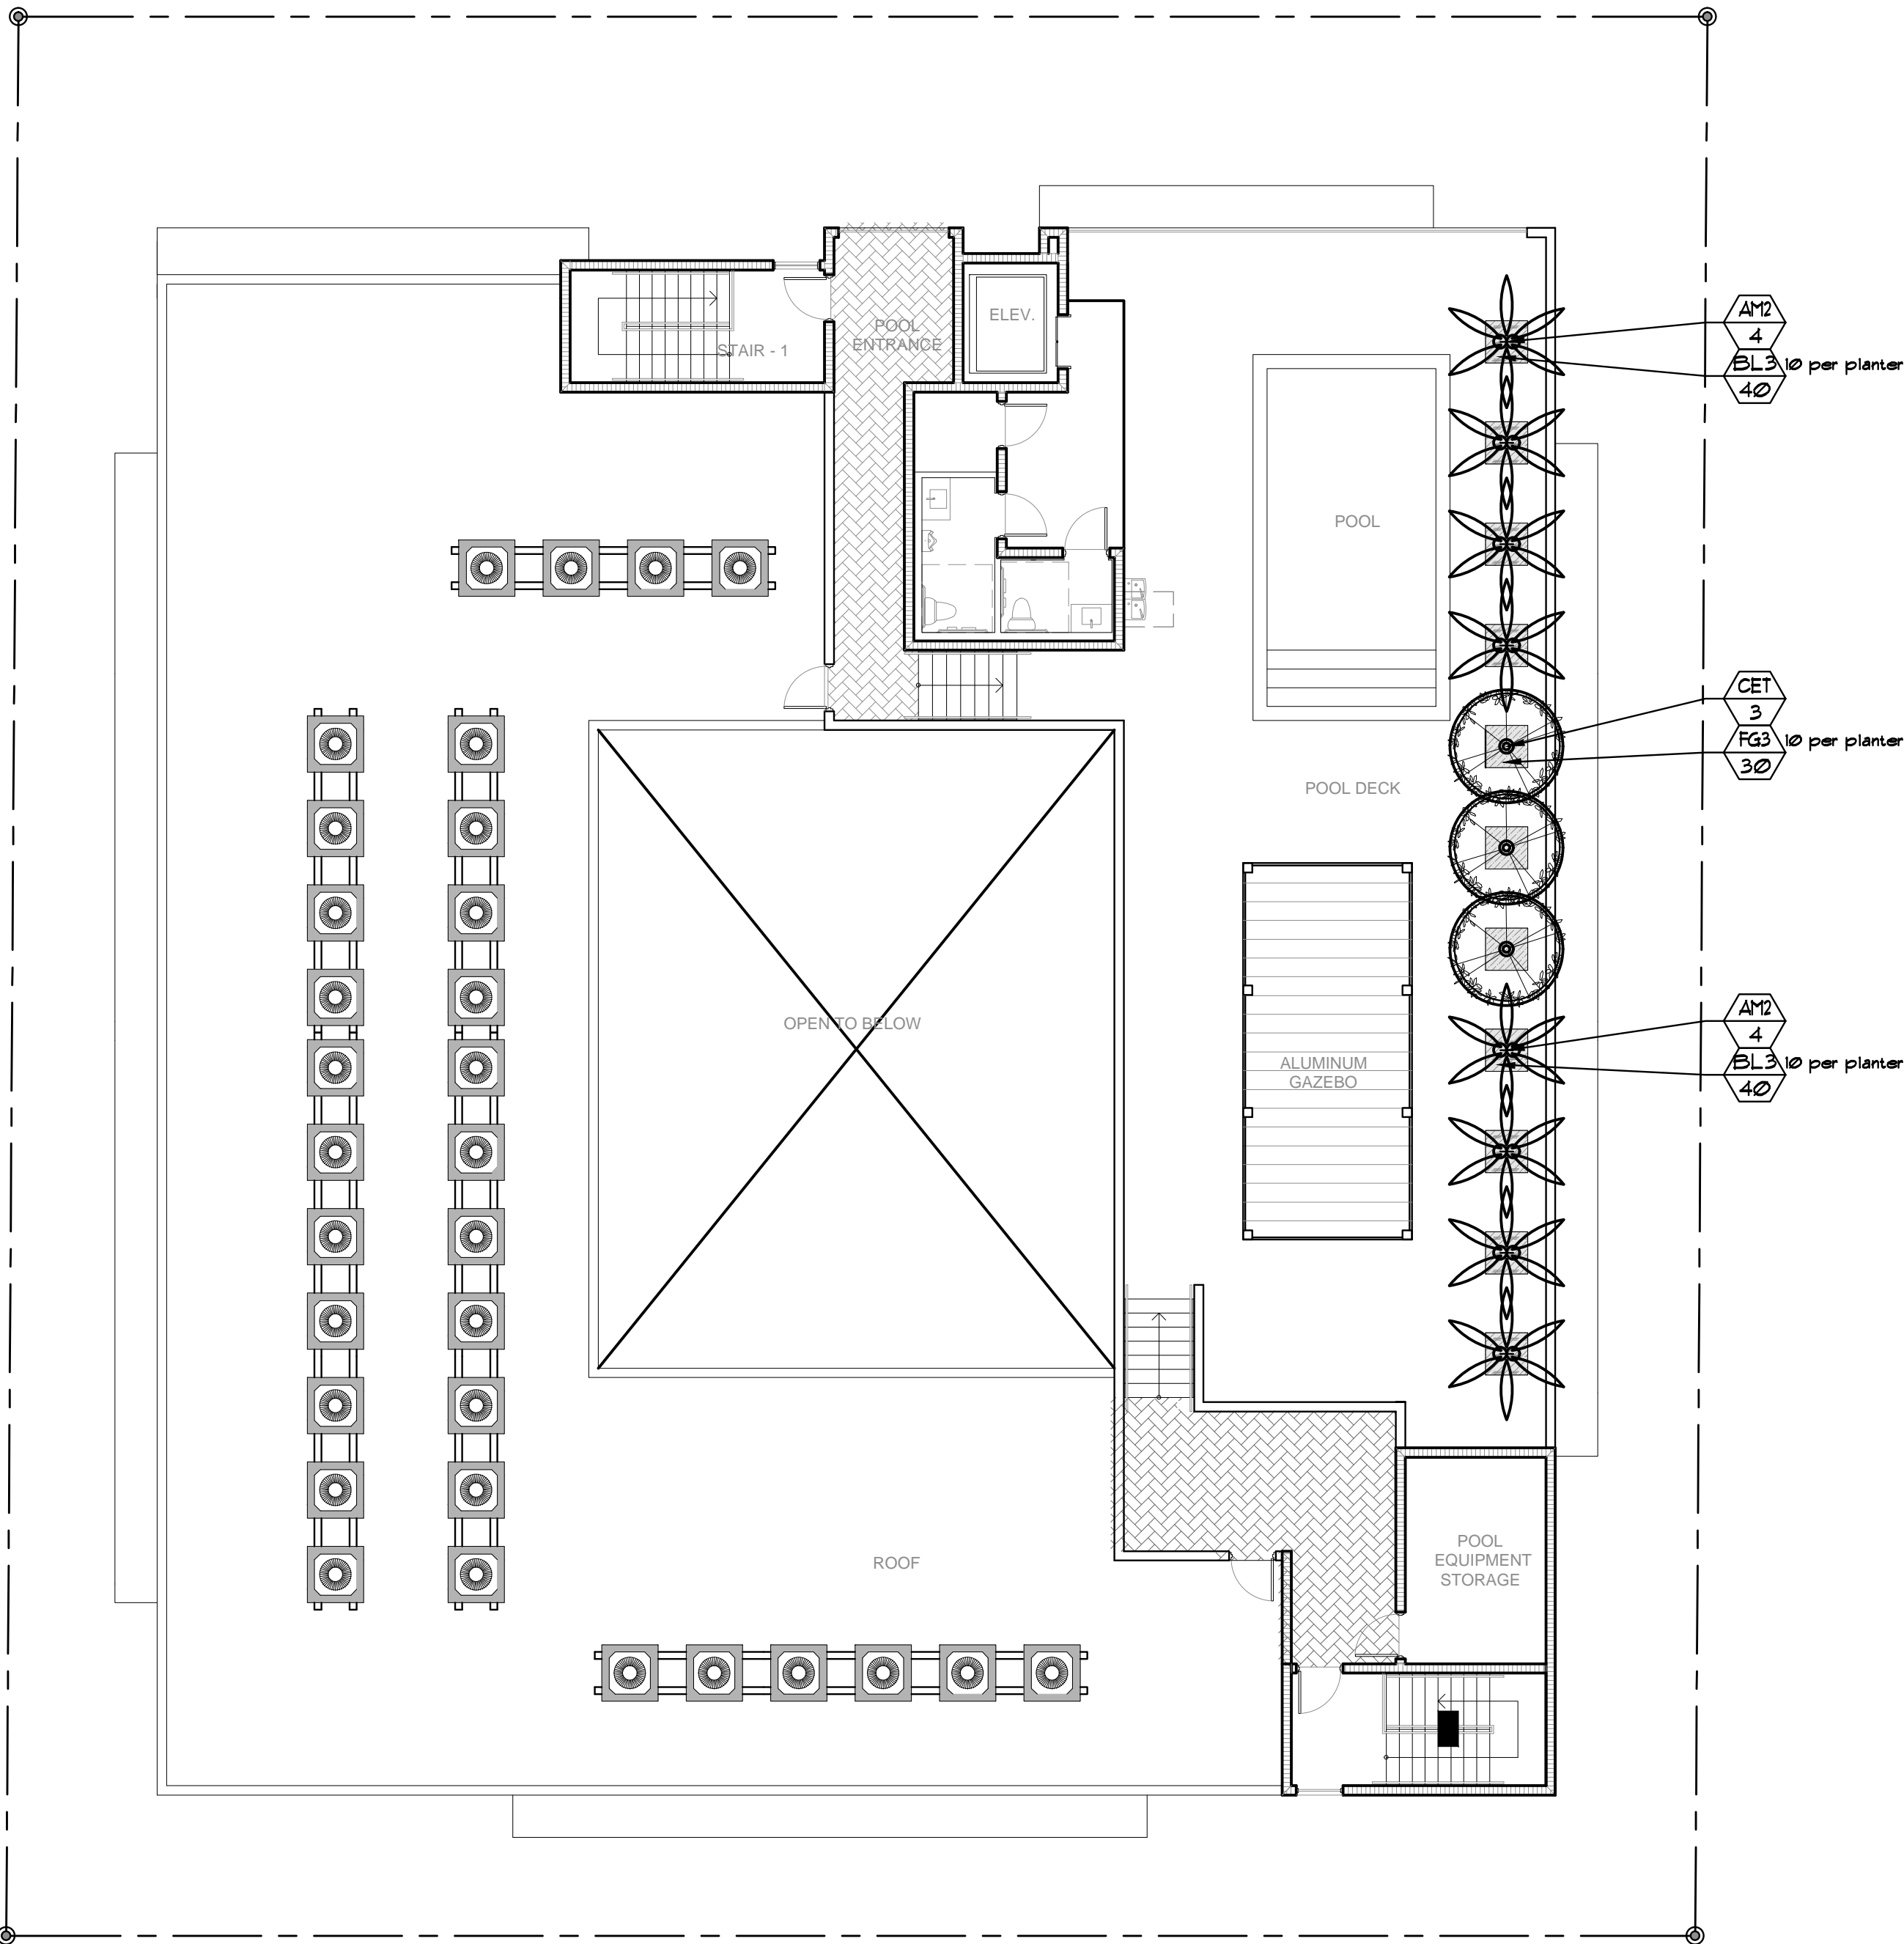 AM2
4
BL3 10 per planter
40
ELEV.
POOL
ENTRANCE
STAIR - 1
POOL
CET
3
FG3 10 per planter
30
POOL DECK
OPEN TO BELOW
AM2
4
BL3 10 per planter
40
ALUMINUM
GAZEBO
ROOF
POOL
EQUIPMENT
STORAGE